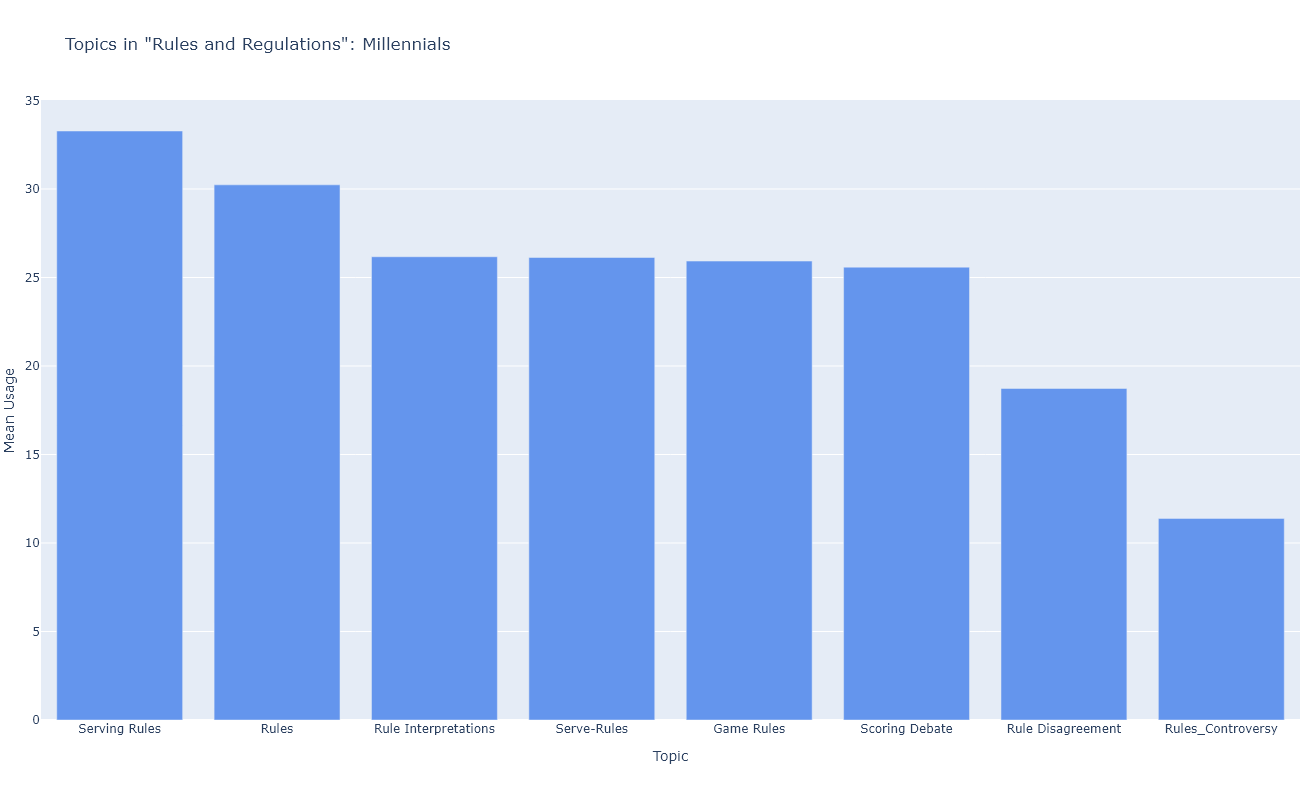 Topics in "Rules and Regulations": Millennials
35
30
25
20
15
10
5
0
Mean Usage
Serving Rules
Rules
Rule Interpretations
Serve-Rules
Game Rules
Scoring Debate
Rule Disagreement
Rules_Controversy
Topic